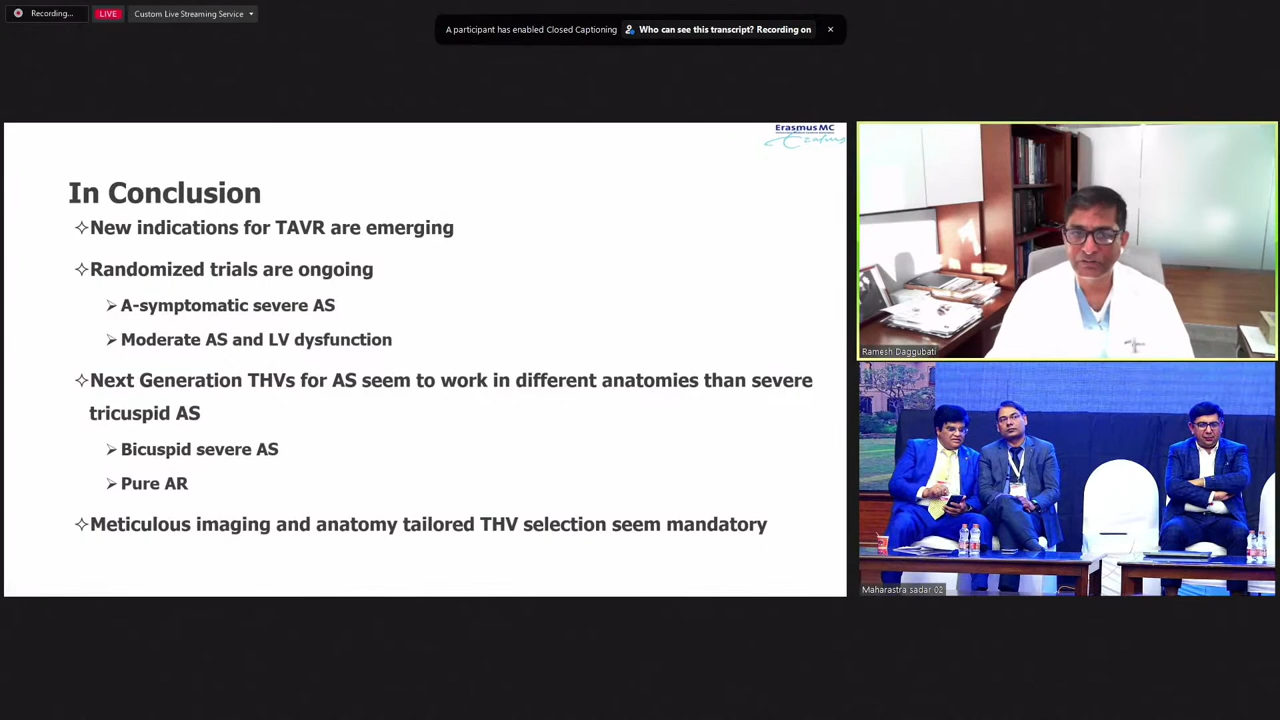 Recording...
LIVE
Custom Live Streaming Service
A participant has enabled Closed Captioning
Who can see this transcript? Recording on
Erasmus MC
In Conclusion
New indications for TAVR are emerging
Randomized trials are ongoing
A-symptomatic severe AS
Moderate AS and LV dysfunction
Next Generation THVs for AS seem to work in different anatomies than severe
tricuspid AS
Bicuspid severe AS
Pure AR
Meticulous imaging and anatomy tailored THV selection seem mandatory
Ramesh Daggubati
Maharastra sadar 02